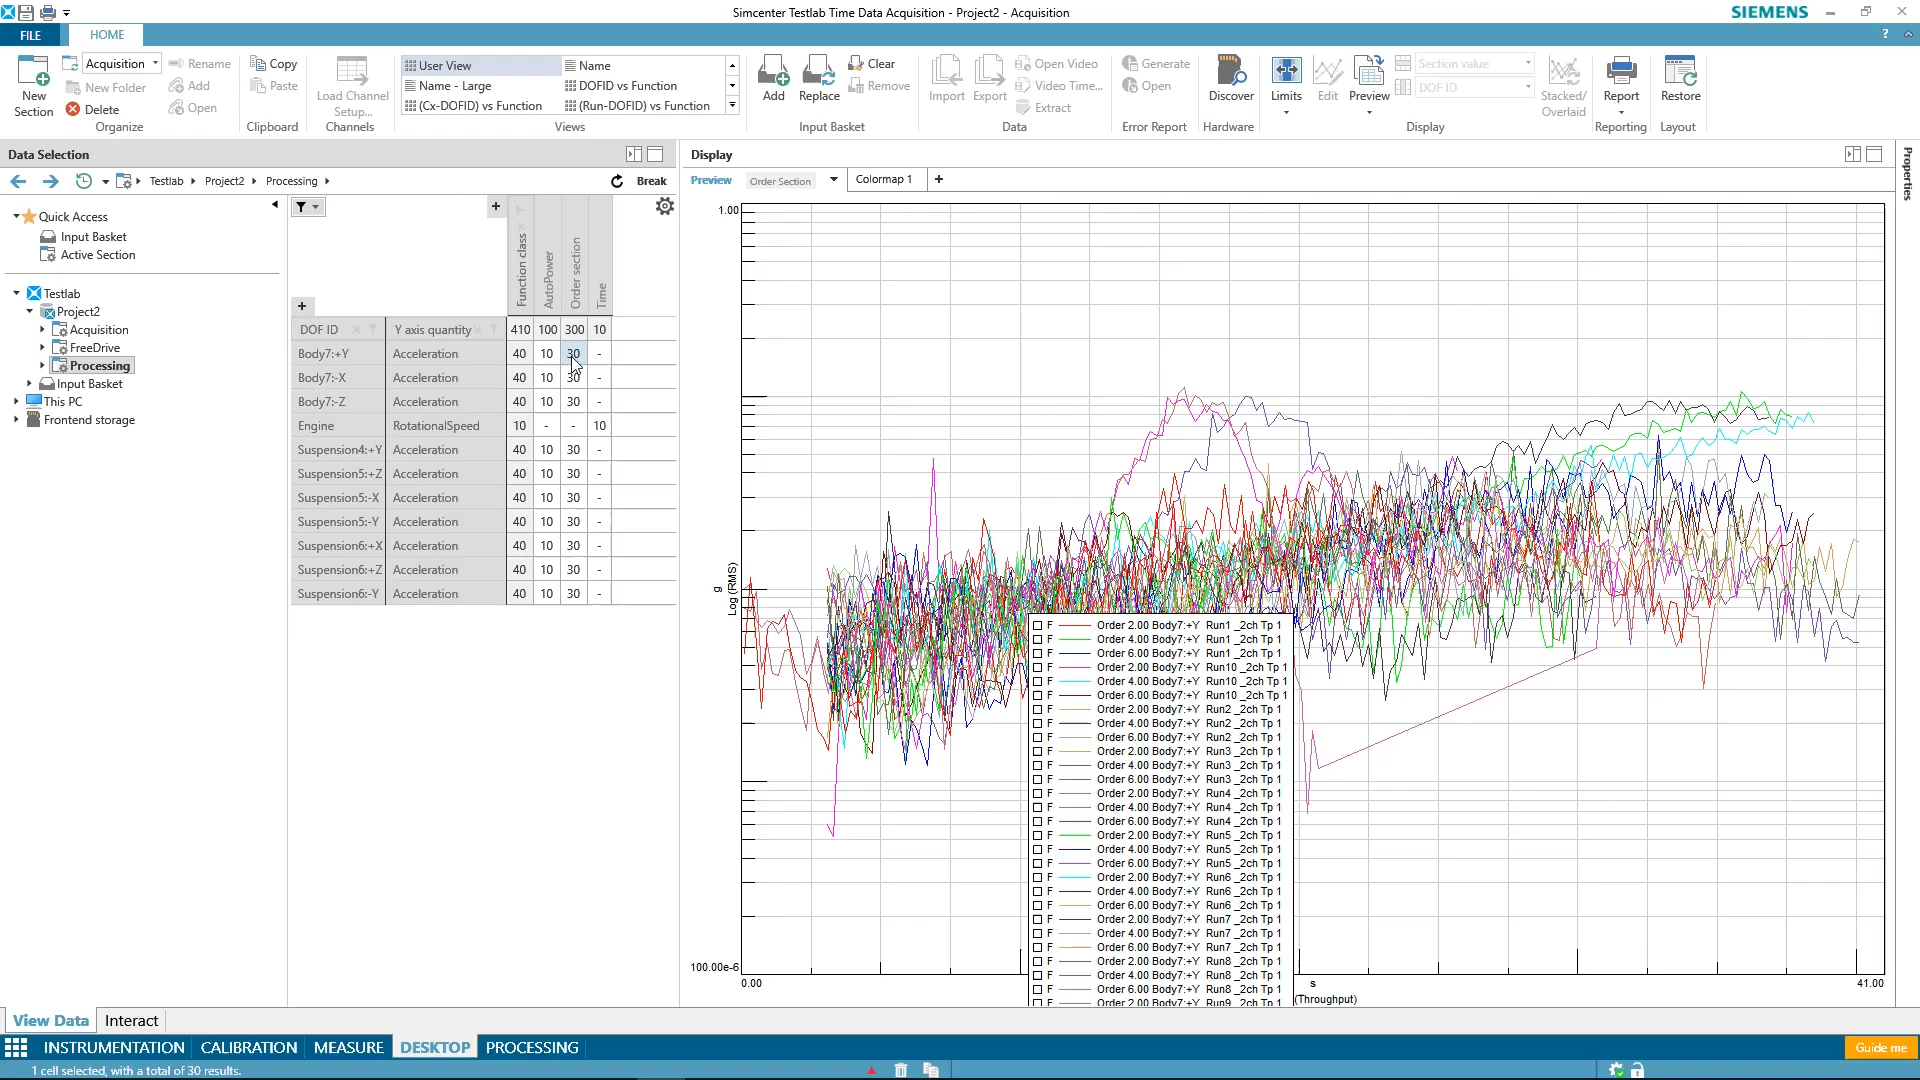 Simcenter Testlab Time Data Acquisition - Project2 - Acquisition
SIEMENS
FILE
HOME
?
New Section
Acquisition
New Folder
Delete
Rename
Add
Open
Organize
Copy
Paste
Clipboard
Load Channel Setup...
Channels
User View
Name
Name - Large
DOFID vs Function
(Cx-DOFID) vs Function
(Run-DOFID) vs Function
Views
Add
Replace
Clear
Remove
Input Basket
Import
Export
Open Video
Video Time...
Extract
Data
Generate
Open
Error Report
Discover
Hardware
Limits
Edit
Preview
Section value
DOF ID
Stacked/Overlaid
Display
Report
Reporting
Restore
Layout
Data Selection
Testlab
Project2
Processing
Break
Quick Access
Input Basket
Active Section
Testlab
Project2
Acquisition
FreeDrive
Processing
Input Basket
This PC
Frontend storage
Function class
AutoPower
Order section
Time
DOF ID Y axis quantity 410 100 300 10
Body7:+Y Acceleration 40 10 30 -
Body7:-X Acceleration 40 10 30 -
Body7:-Z Acceleration 40 10 30 -
Engine RotationalSpeed 10 - - 10
Suspension4:+Y Acceleration 40 10 30 -
Suspension5:+Z Acceleration 40 10 30 -
Suspension5:-X Acceleration 40 10 30 -
Suspension5:-Y Acceleration 40 10 30 -
Suspension6:+X Acceleration 40 10 30 -
Suspension6:+Z Acceleration 40 10 30 -
Suspension6:-Y Acceleration 40 10 30 -
Display
Properties
Preview
Order Section
Colormap 1
+
1.00
g
Log (RMS)
100.00e-6
0.00
s
41.00
(Throughput)
F Order 2.00 Body7:+Y Run1 _2ch Tp 1
F Order 4.00 Body7:+Y Run1 _2ch Tp 1
F Order 6.00 Body7:+Y Run1 _2ch Tp 1
F Order 2.00 Body7:+Y Run10 _2ch Tp 1
F Order 4.00 Body7:+Y Run10 _2ch Tp 1
F Order 6.00 Body7:+Y Run10 _2ch Tp 1
F Order 2.00 Body7:+Y Run2 _2ch Tp 1
F Order 4.00 Body7:+Y Run2 _2ch Tp 1
F Order 6.00 Body7:+Y Run2 _2ch Tp 1
F Order 2.00 Body7:+Y Run3 _2ch Tp 1
F Order 4.00 Body7:+Y Run3 _2ch Tp 1
F Order 6.00 Body7:+Y Run3 _2ch Tp 1
F Order 2.00 Body7:+Y Run4 _2ch Tp 1
F Order 4.00 Body7:+Y Run4 _2ch Tp 1
F Order 6.00 Body7:+Y Run4 _2ch Tp 1
F Order 2.00 Body7:+Y Run5 _2ch Tp 1
F Order 4.00 Body7:+Y Run5 _2ch Tp 1
F Order 6.00 Body7:+Y Run5 _2ch Tp 1
F Order 2.00 Body7:+Y Run6 _2ch Tp 1
F Order 4.00 Body7:+Y Run6 _2ch Tp 1
F Order 6.00 Body7:+Y Run6 _2ch Tp 1
F Order 2.00 Body7:+Y Run7 _2ch Tp 1
F Order 4.00 Body7:+Y Run7 _2ch Tp 1
F Order 6.00 Body7:+Y Run7 _2ch Tp 1
F Order 2.00 Body7:+Y Run8 _2ch Tp 1
F Order 4.00 Body7:+Y Run8 _2ch Tp 1
F Order 6.00 Body7:+Y Run8 _2ch Tp 1
F Order 2.00 Body7:+Y Run9 _2ch Tp 1
View Data
Interact
INSTRUMENTATION
CALIBRATION
MEASURE
DESKTOP
PROCESSING
Guide me
1 cell selected, with a total of 30 results.